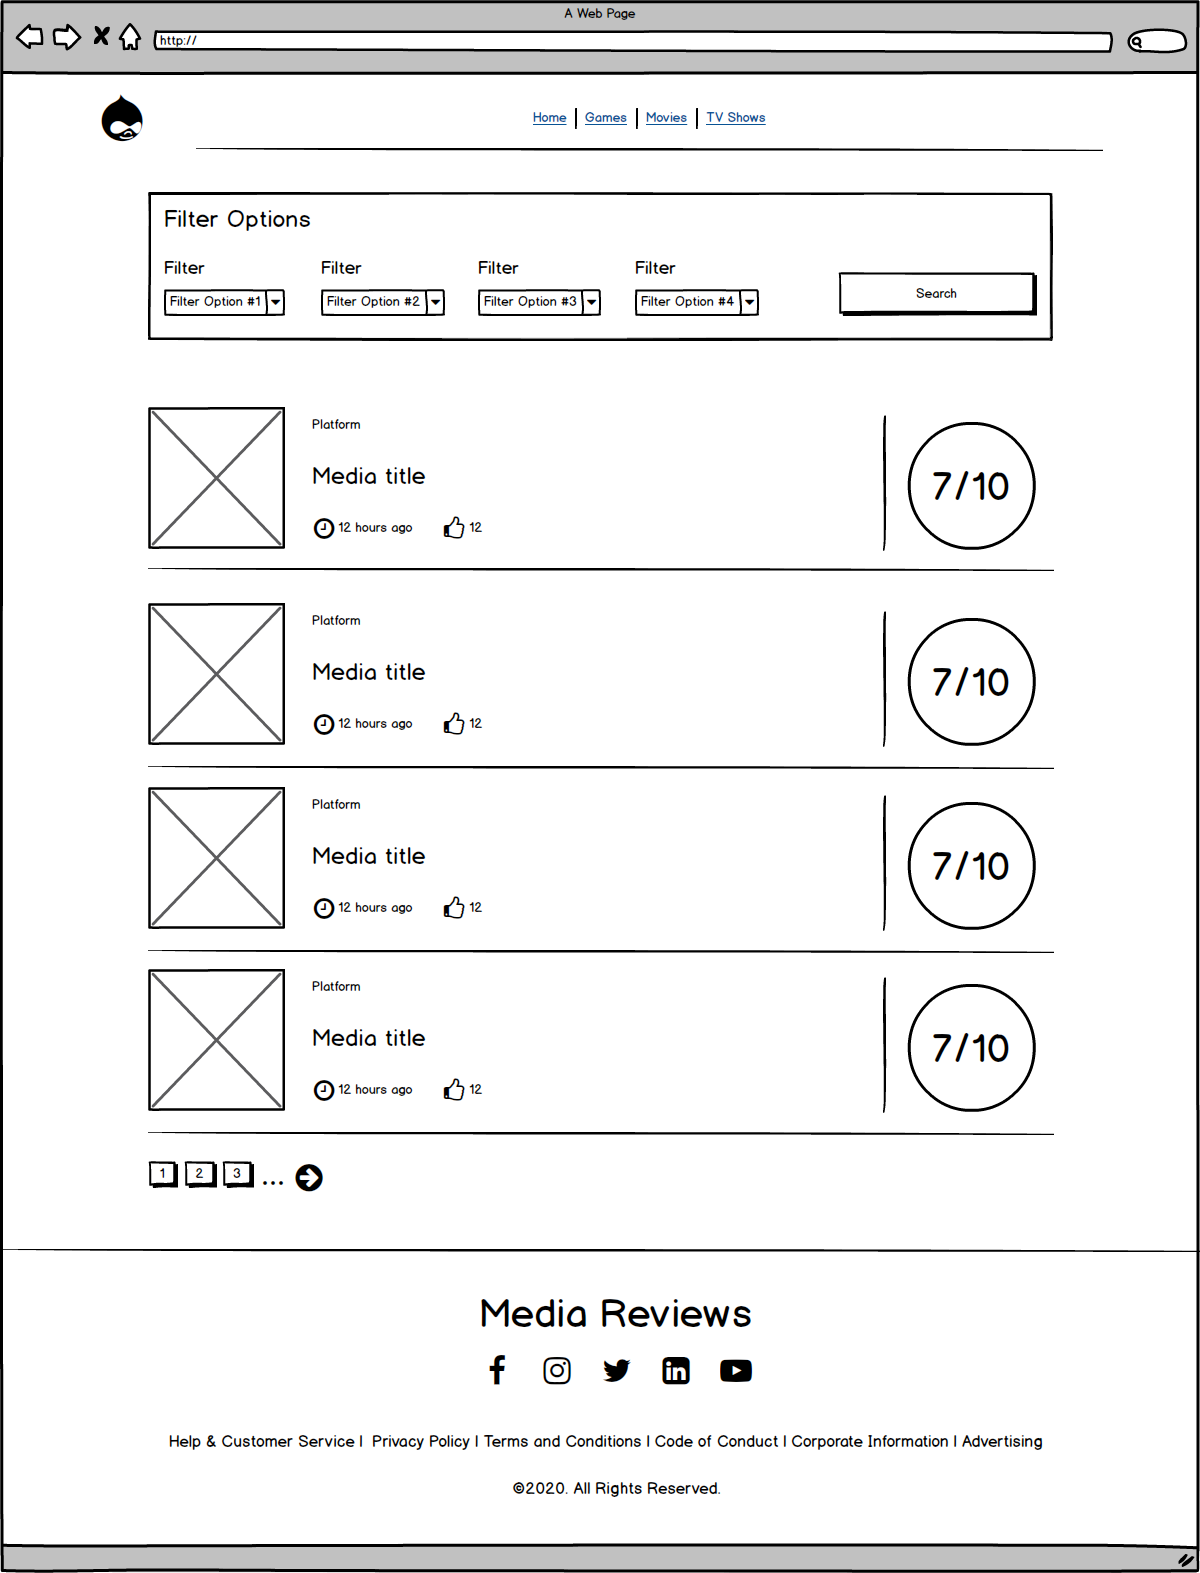 A Web Page
http://
Home Games Movies TV Shows
Filter Options
Filter Filter Filter Filter
Filter Option #1 Filter Option #2 Filter Option #3 Filter Option #4 Search
Platform
Media title
12 hours ago 12
7/10
Platform
Media title
12 hours ago 12
7/10
Platform
Media title
12 hours ago 12
7/10
Platform
Media title
12 hours ago 12
7/10
1 2 3 ...
Media Reviews
Help & Customer Service | Privacy Policy | Terms and Conditions | Code of Conduct | Corporate Information | Advertising
©2020. All Rights Reserved.